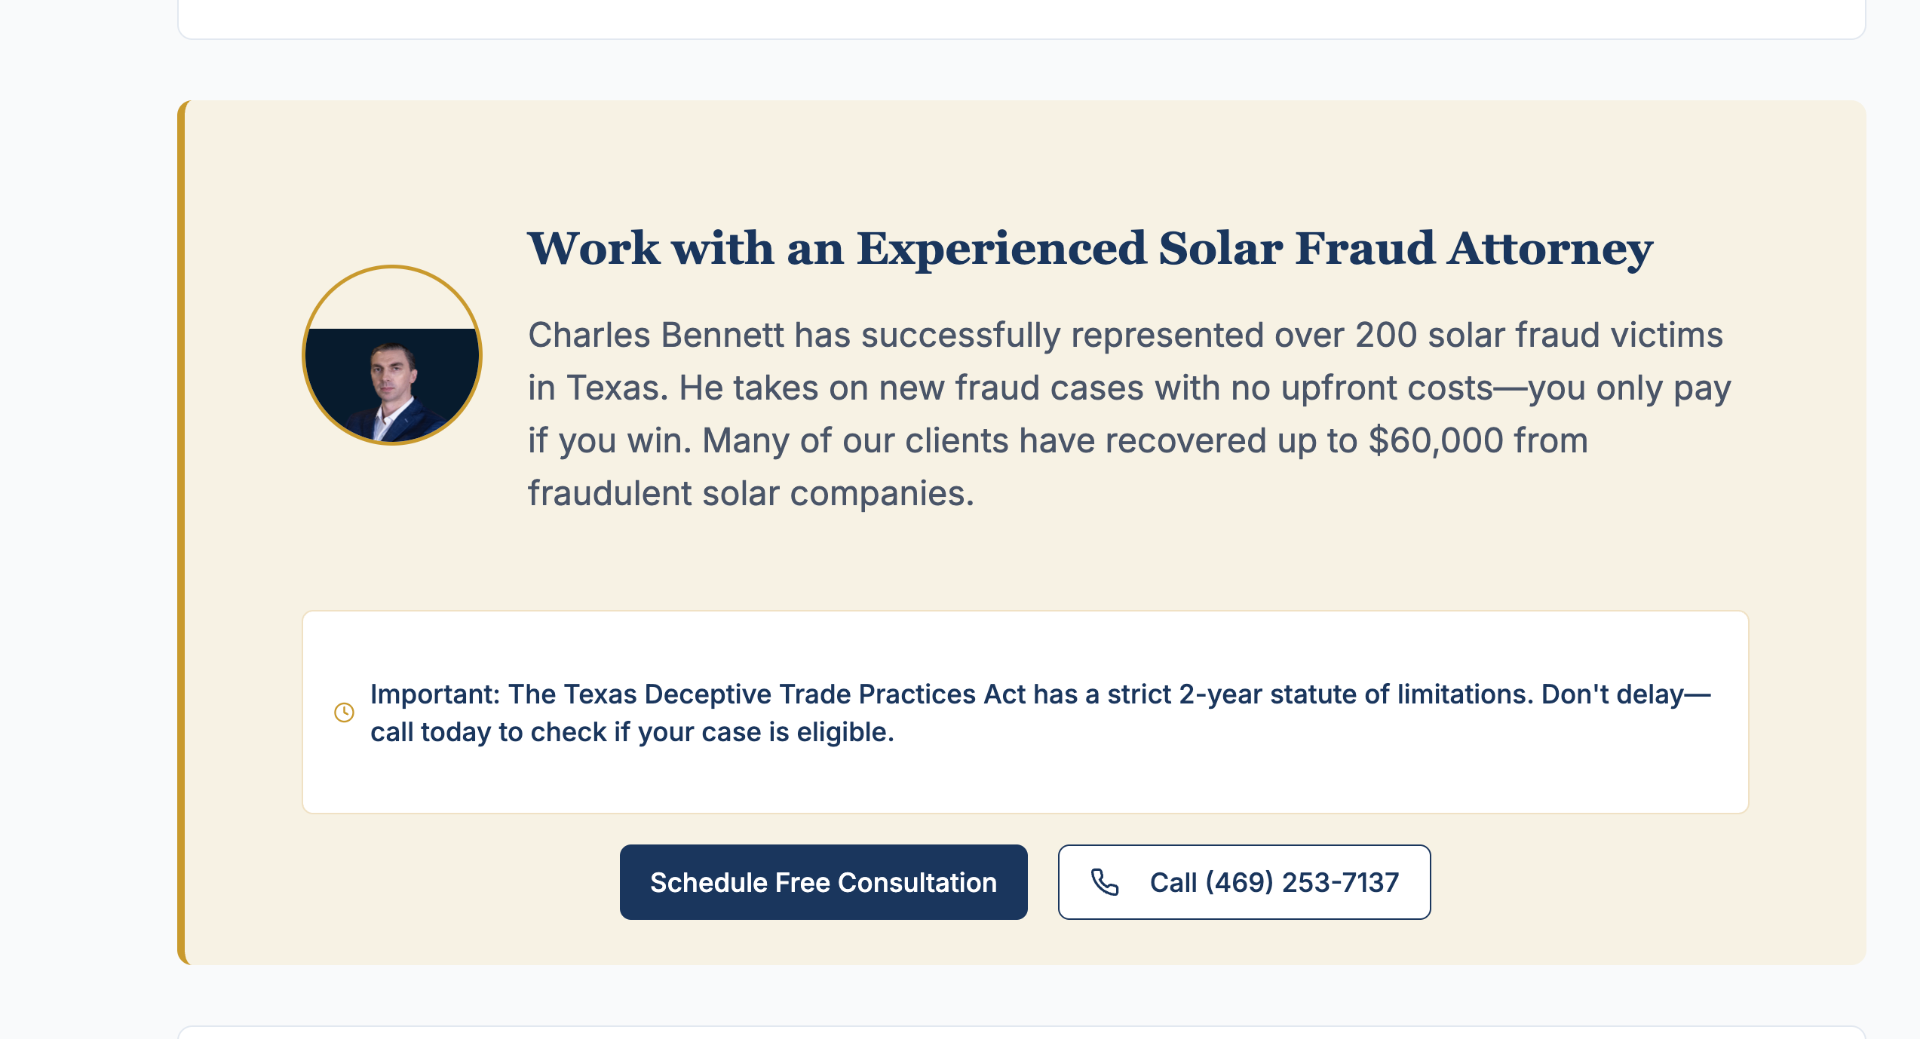 Work with an Experienced Solar Fraud Attorney
Charles Bennett has successfully represented over 200 solar fraud victims
in Texas. He takes on new fraud cases with no upfront costs—you only pay
if you win. Many of our clients have recovered up to $60,000 from
fraudulent solar companies.
Important: The Texas Deceptive Trade Practices Act has a strict 2-year statute of limitations. Don't delay—
call today to check if your case is eligible.
Schedule Free Consultation
Call (469) 253-7137